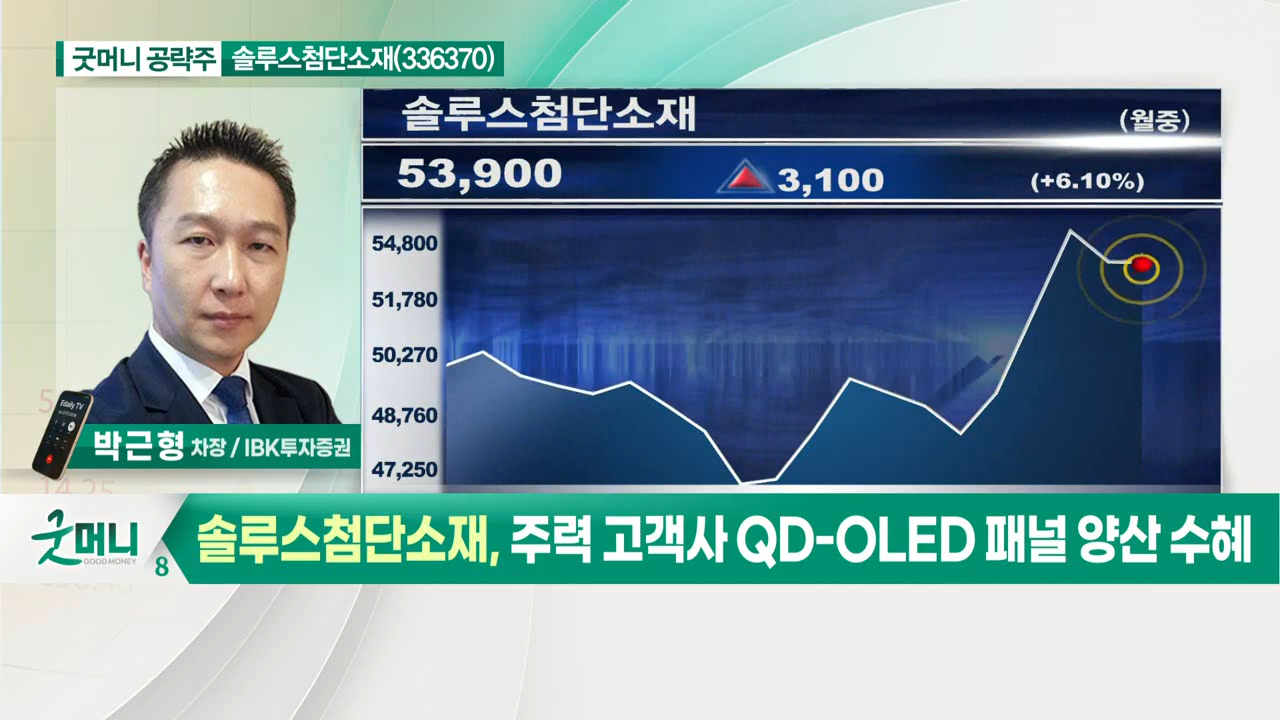 굿머니 공략주 솔루스첨단소재(336370)
솔루스첨단소재 (월중)
53,900 3,100 (+6.10%)
54,800
51,780
50,270
48,760
47,250
Edaily TV
박근형 차장 / IBK투자증권
14.25
굿머니
GOOD MONEY
8
솔루스첨단소재, 주력 고객사 QD-OLED 패널 양산 수혜